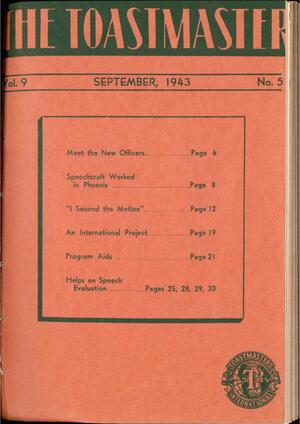 THE TOASTMASTER
Vol. 9 SEPTEMBER, 1943 No. 5
Meet the New Officers Page 6
Speechcraft Worked
in Phoenix Page 8
"I Second the Motion" Page 12
An International Project Page 19
Program Aids Page 21
Helps on Speech
Evaluation Pages 25, 28, 29, 30
TOASTMASTERS
T
INTERNATIONAL